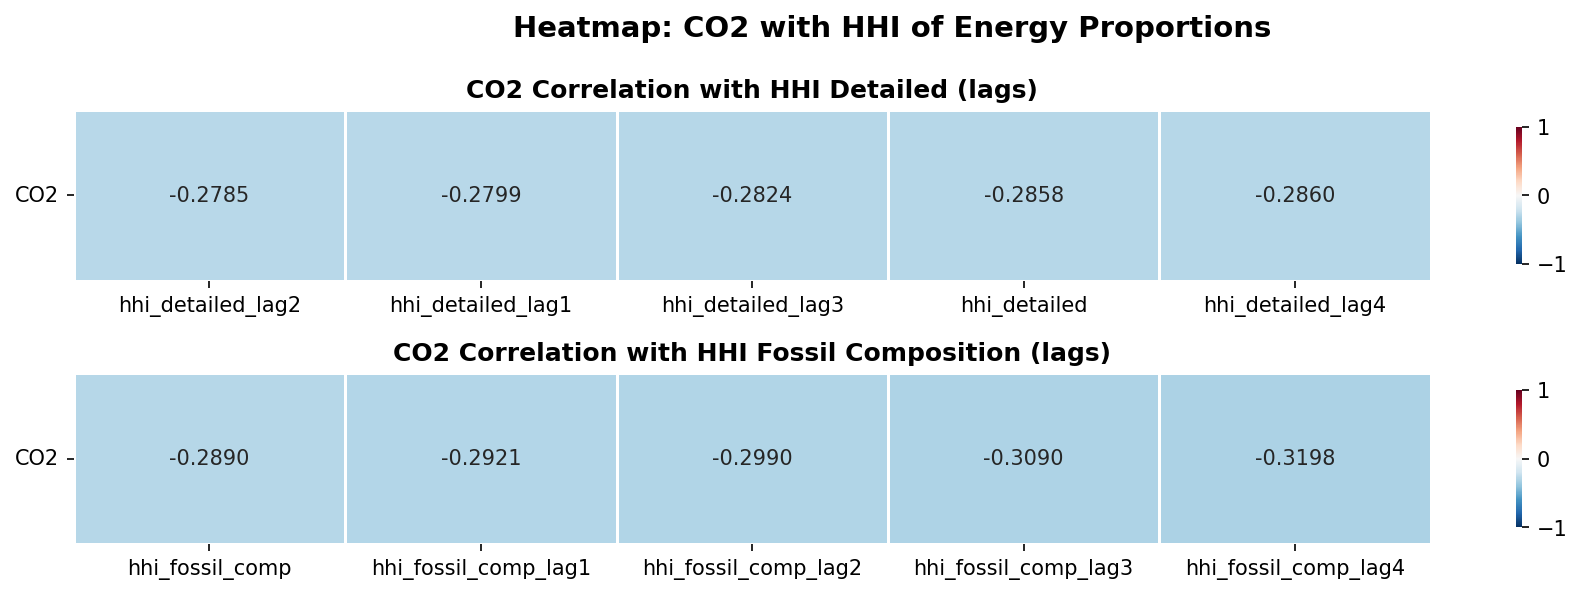 Heatmap: CO2 with HHI of Energy Proportions
CO2 Correlation with HHI Detailed (lags)
CO2
-0.2785 -0.2799 -0.2824 -0.2858 -0.2860
hhi_detailed_lag2 hhi_detailed_lag1 hhi_detailed_lag3 hhi_detailed hhi_detailed_lag4
1
0
−1
CO2 Correlation with HHI Fossil Composition (lags)
CO2
-0.2890 -0.2921 -0.2990 -0.3090 -0.3198
hhi_fossil_comp hhi_fossil_comp_lag1 hhi_fossil_comp_lag2 hhi_fossil_comp_lag3 hhi_fossil_comp_lag4
1
0
−1